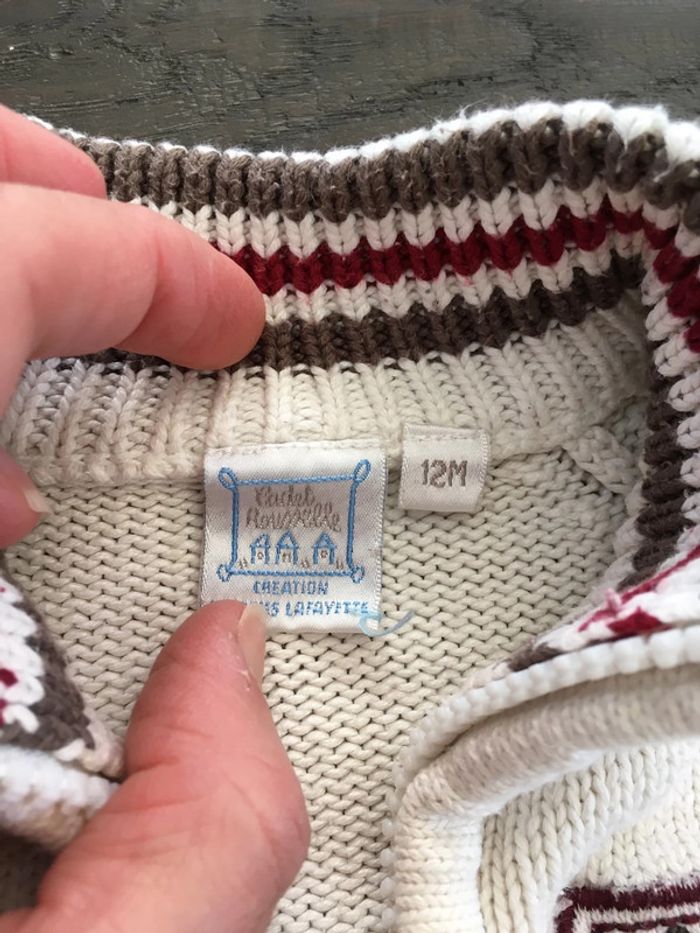 Cadet
Rousselle
CREATION
LAFAYETTE
12M